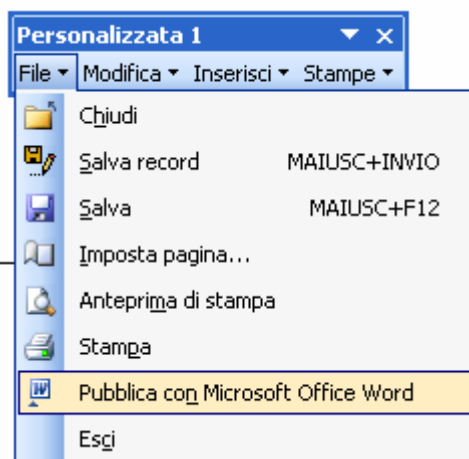 Personalizzata 1
File Modifica Inserisci Stampe
Chiudi
Salva record MAIUSC+INVIO
Salva MAIUSC+F12
Imposta pagina...
Anteprima di stampa
Stampa
Pubblica con Microsoft Office Word
Esci